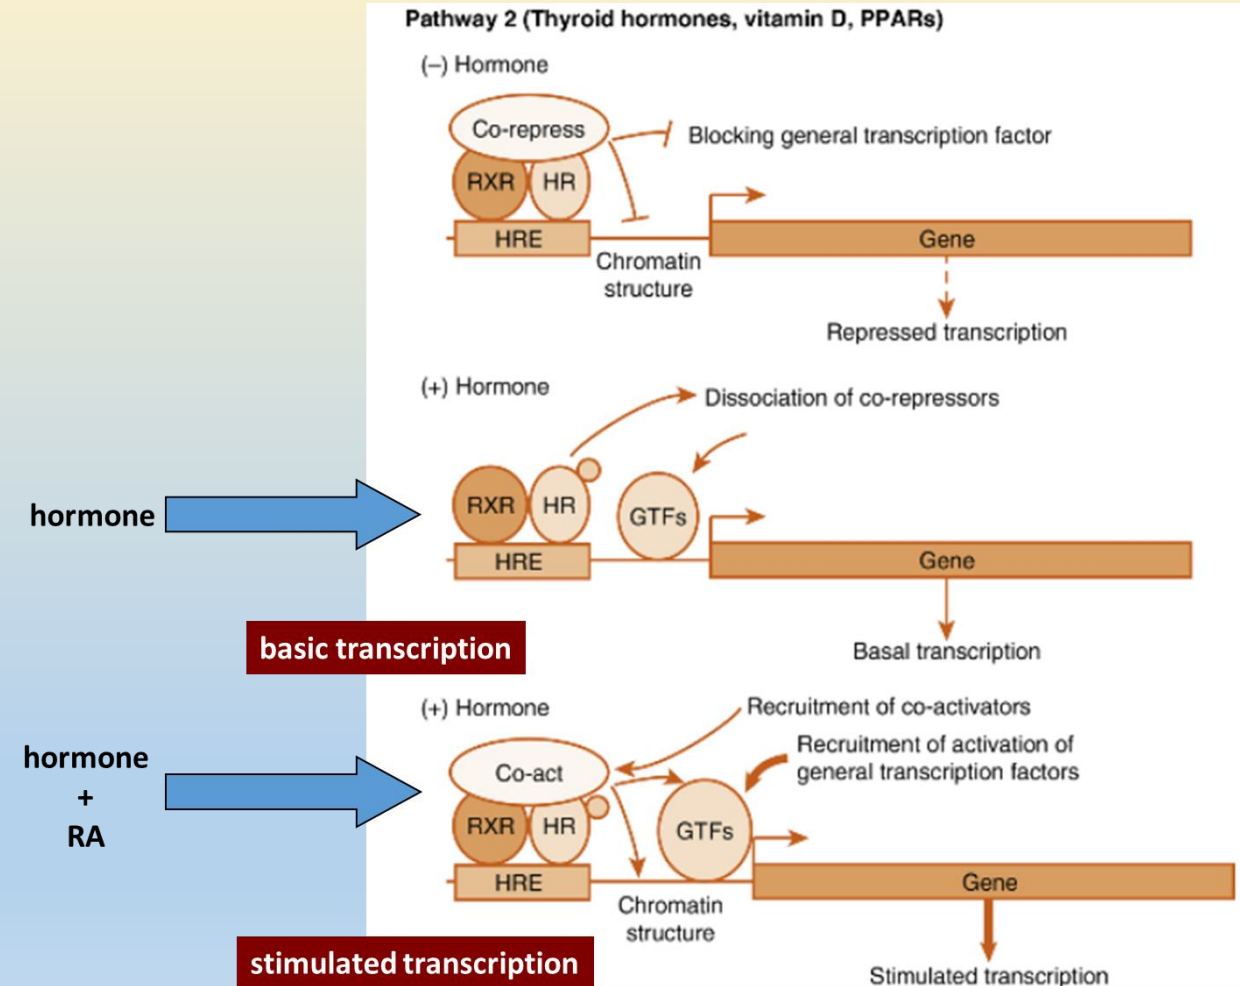 Pathway 2 (Thyroid hormones, vitamin D, PPARs)
(–) Hormone
Co-repress
Blocking general transcription factor
RXR
HR
HRE
Gene
Chromatin
structure
Repressed transcription
(+) Hormone
Dissociation of co-repressors
hormone
RXR
HR
GTFs
HRE
Gene
basic transcription
Basal transcription
(+) Hormone
Recruitment of co-activators
Recruitment of activation of
general transcription factors
hormone
+
RA
Co-act
RXR
HR
GTFs
HRE
Gene
Chromatin
structure
stimulated transcription
Stimulated transcription